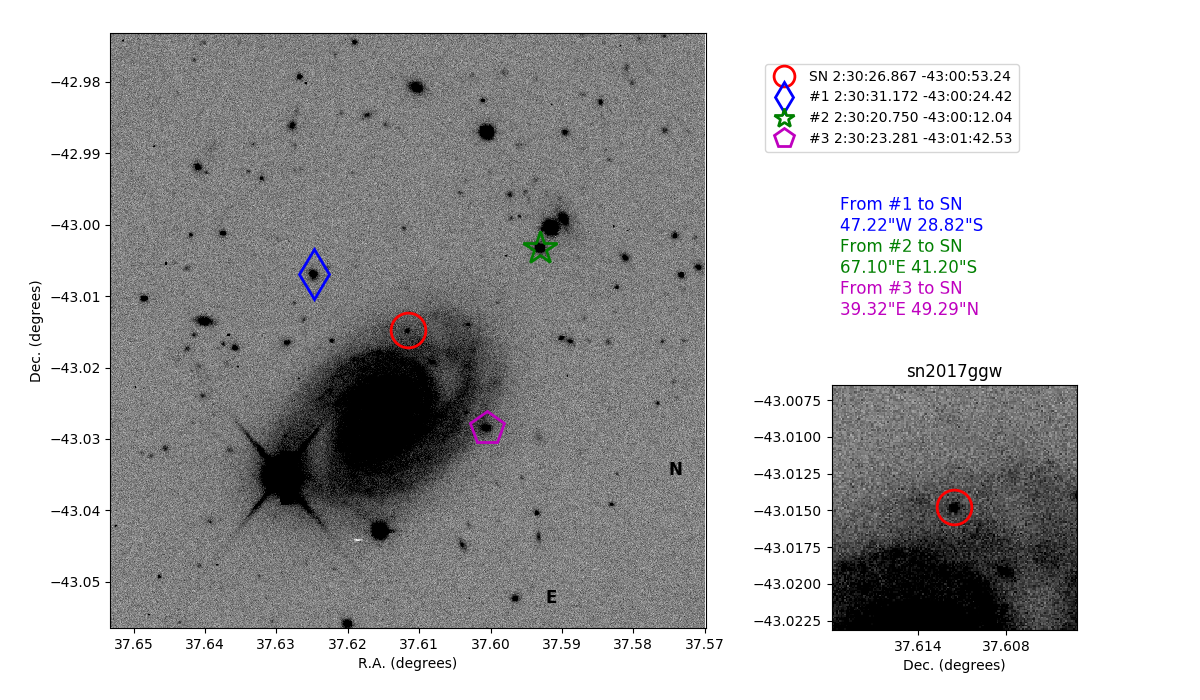 −42.98
−42.99
−43.00
−43.01
−43.02
−43.03
−43.04
−43.05
Dec. (degrees)
N
E
37.65 37.64 37.63 37.62 37.61 37.60 37.59 37.58 37.57
R.A. (degrees)
SN 2:30:26.867 -43:00:53.24
#1 2:30:31.172 -43:00:24.42
#2 2:30:20.750 -43:00:12.04
#3 2:30:23.281 -43:01:42.53
From #1 to SN
47.22"W 28.82"S
From #2 to SN
67.10"E 41.20"S
From #3 to SN
39.32"E 49.29"N
sn2017ggw
−43.0075
−43.0100
−43.0125
−43.0150
−43.0175
−43.0200
−43.0225
37.614 37.608
Dec. (degrees)